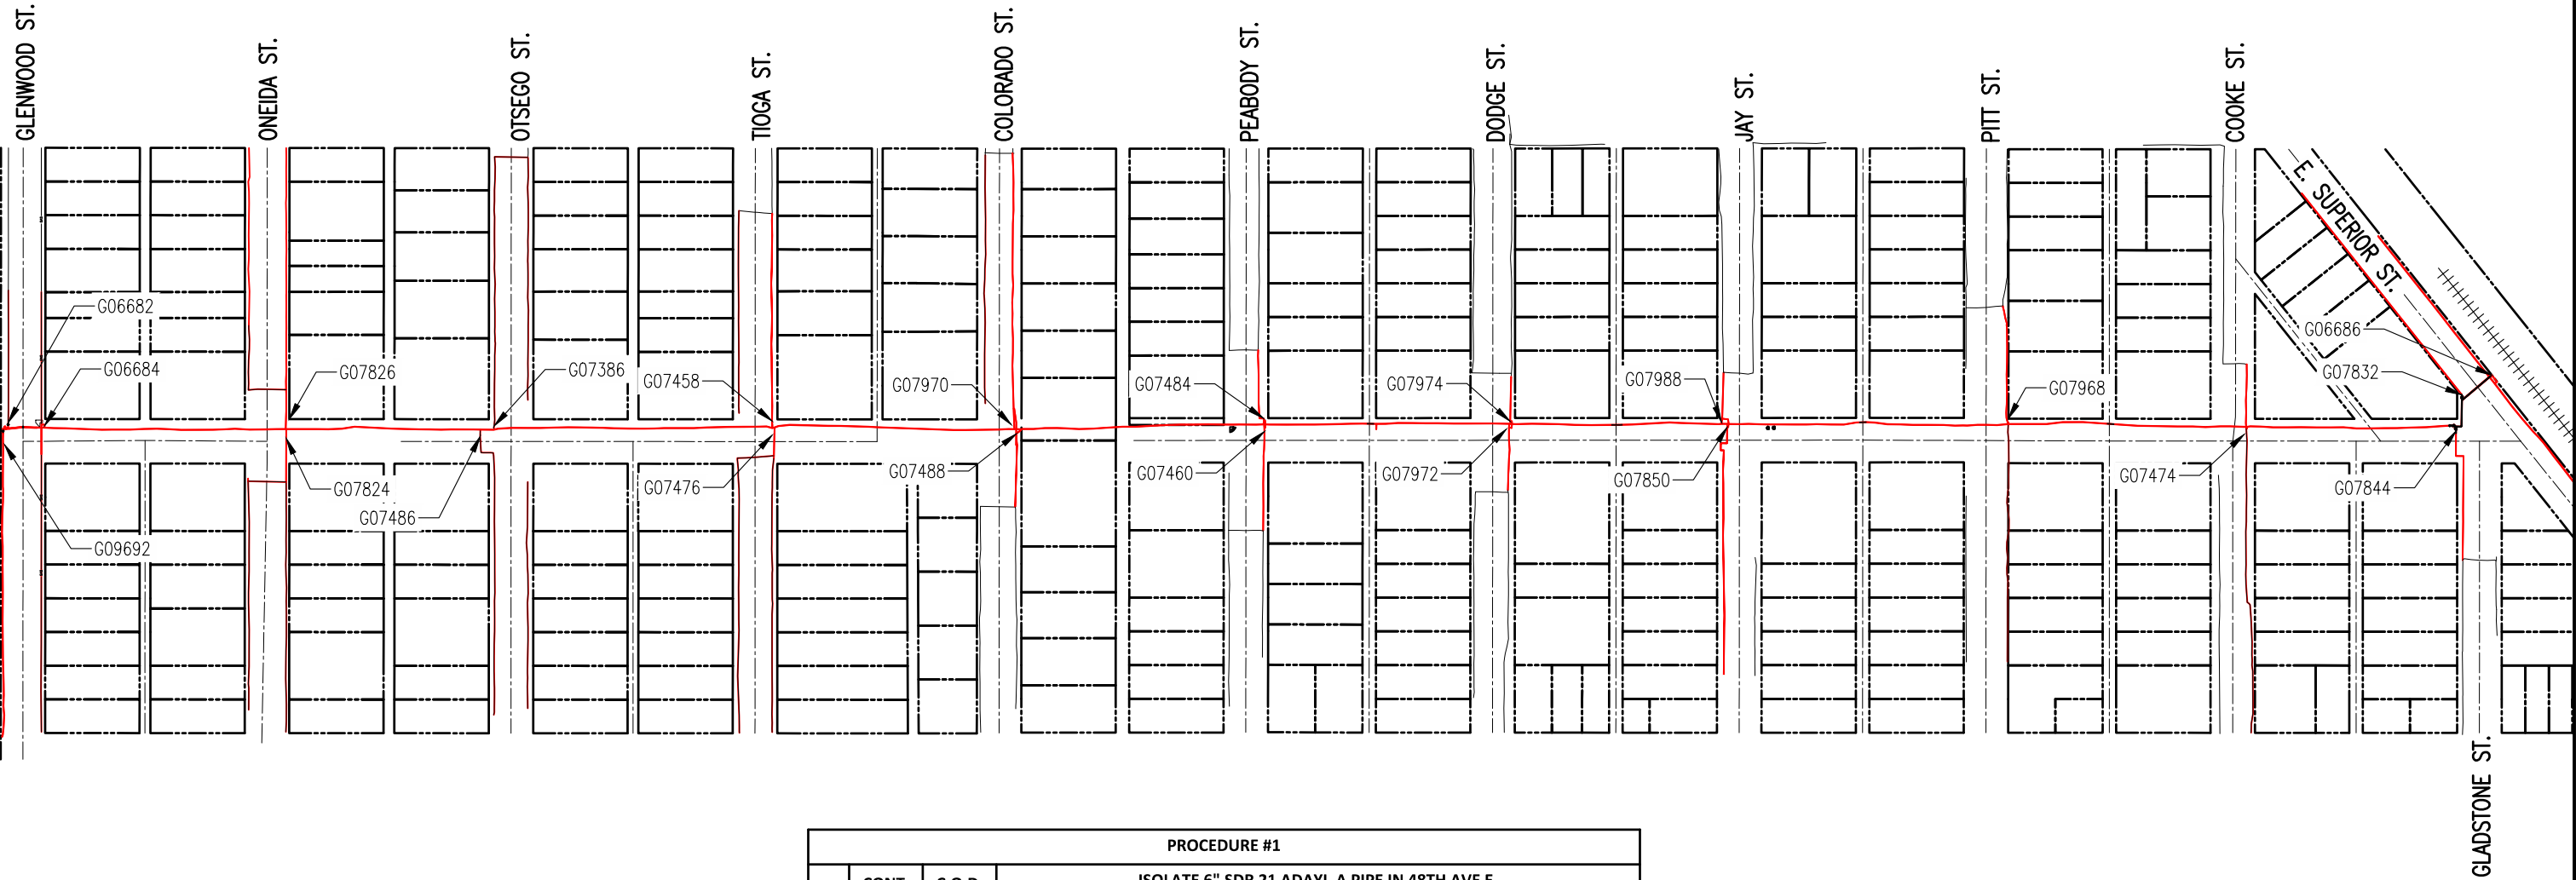 GLENWOOD ST.
ONEIDA ST.
OTSEGO ST.
TIOGA ST.
COLORADO ST.
PEABODY ST.
DODGE ST.
JAY ST.
PITT ST.
COOKE ST.
E. SUPERIOR ST.
G06682
G06684
G07826
G07386
G07458
G07970
G07484
G07974
G07988
G07968
G06686
G07832
G09692
G07824
G07486
G07476
G07488
G07460
G07972
G07850
G07474
G07844
GLADSTONE ST.
PROCEDURE #1